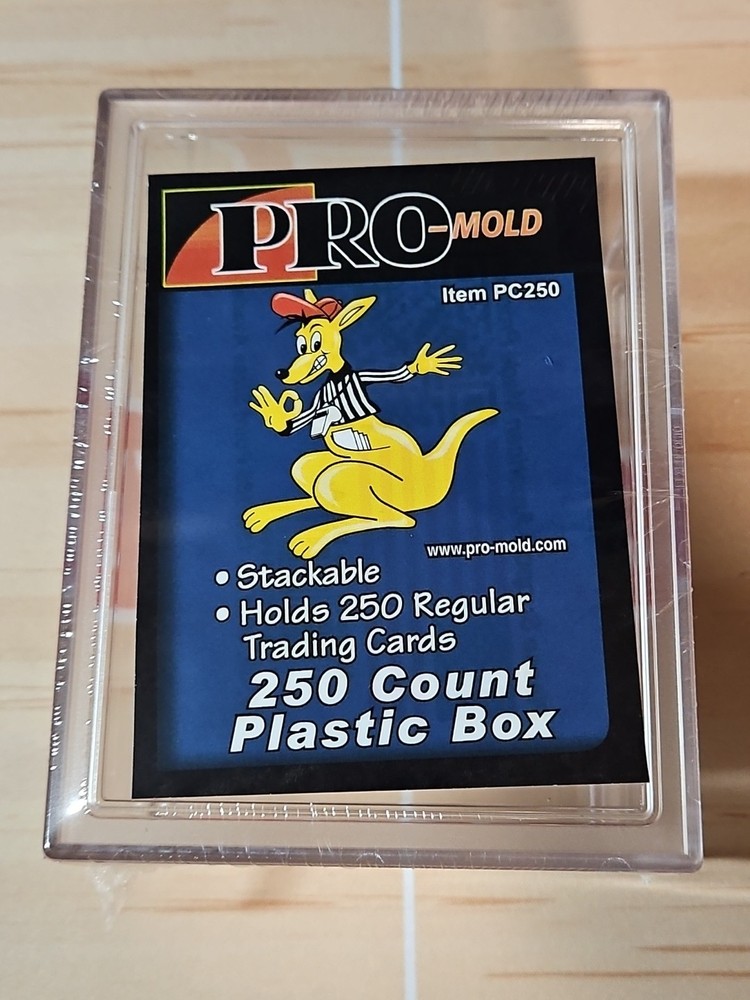 PRO-MOLD
Item PC250
www.pro-mold.com
• Stackable
• Holds 250 Regular
Trading Cards
250 Count
Plastic Box